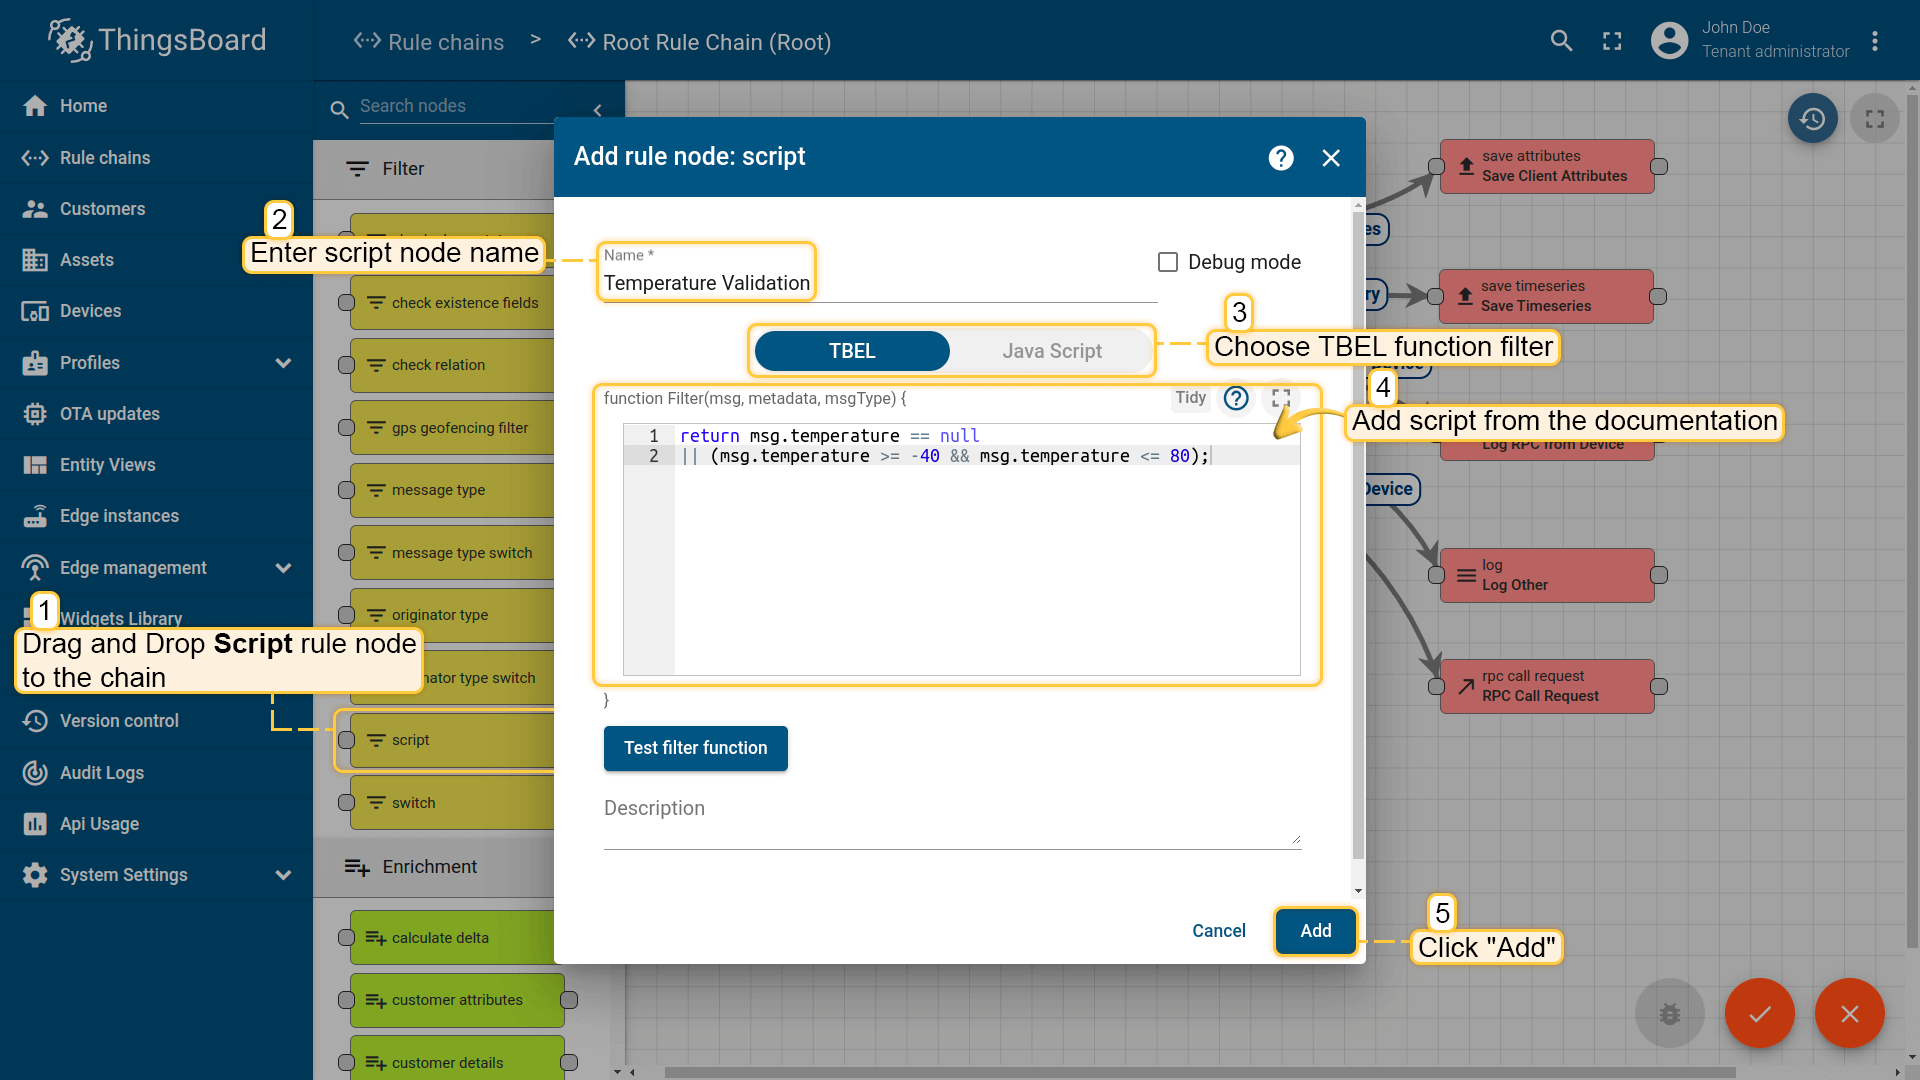 ThingsBoard
Rule chains > Root Rule Chain (Root)
John Doe
Tenant administrator
Home
Rule chains
Customers
Assets
Devices
Profiles
OTA updates
Entity Views
Edge instances
Edge management
Widgets Library
Version control
Audit Logs
Api Usage
System Settings
Search nodes
Filter
check existence fields
check relation
gps geofencing filter
message type
message type switch
originator type
nator type switch
script
switch
Enrichment
calculate delta
customer attributes
customer details
1
Drag and Drop Script rule node
to the chain
2
Enter script node name
Add rule node: script
Name *
Temperature Validation
Debug mode
3
Choose TBEL function filter
TBEL
Java Script
function Filter(msg, metadata, msgType) {
Tidy
4
Add script from the documentation
1 return msg.temperature == null
2 || (msg.temperature >= -40 && msg.temperature <= 80);
}
Test filter function
Description
Cancel
Add
5
Click "Add"
save attributes
Save Client Attributes
es
save timeseries
Save Timeseries
ry
Log RPC from Device
Device
log
Log Other
rpc call request
RPC Call Request